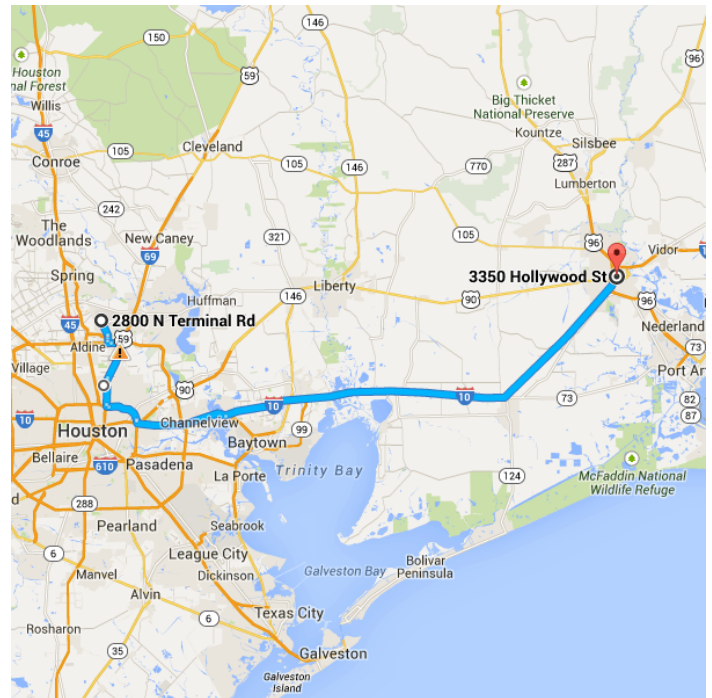 146
150
59
96
Houston
nal Forest
Willis
Big Thicket
National Preserve
Kountze
45
Silsbee
96
105
Cleveland
146
287
Conroe
105
770
Lumberton
242
The
Woodlands
321
105
New Caney
96
Vidor
69
Spring
Liberty
3350 Hollywood St
Huffman
146
90
96
45
2800 N Terminal Rd
Nederland
Aldine
59
73
Village
Port Ar
90
10
73
82
10
Channelview
10
87
Houston
99
Baytown
Bellaire
610
Pasadena
La Porte
Trinity Bay
124
McFaddin National
Wildlife Refuge
288
Pearland
Seabrook
6
League City
Bolivar
Peninsula
Manvel
Dickinson
Galveston Bay
Alvin
Texas City
6
Rosharon
35
Galveston
Galveston
Island